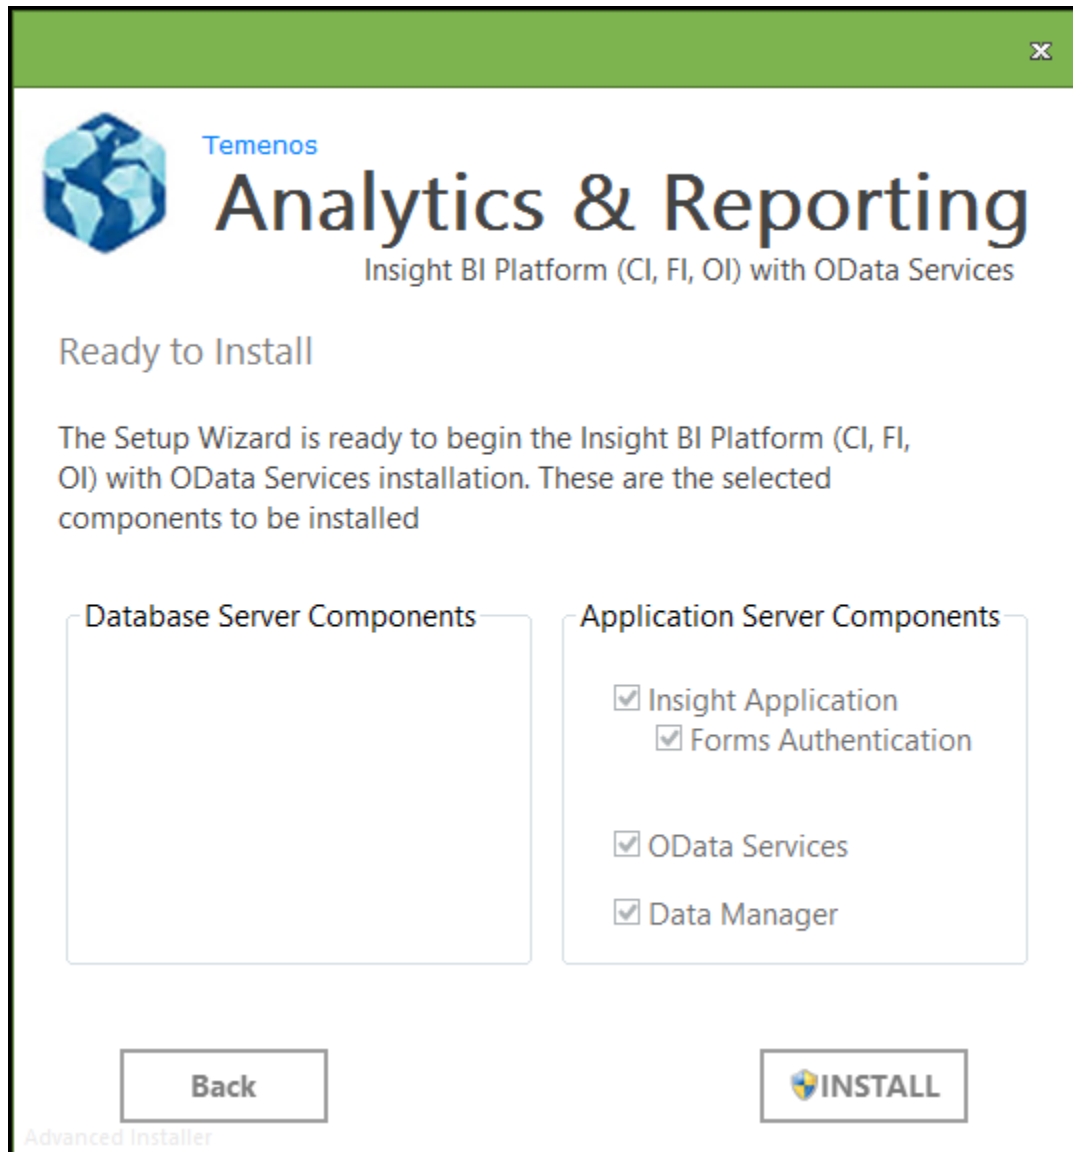 Temenos
Analytics & Reporting
Insight BI Platform (CI, FI, OI) with OData Services
Ready to Install
The Setup Wizard is ready to begin the Insight BI Platform (CI, FI,
OI) with OData Services installation. These are the selected
components to be installed
Database Server Components
Application Server Components
Insight Application
Forms Authentication
OData Services
Data Manager
Back
INSTALL
Advanced Installer